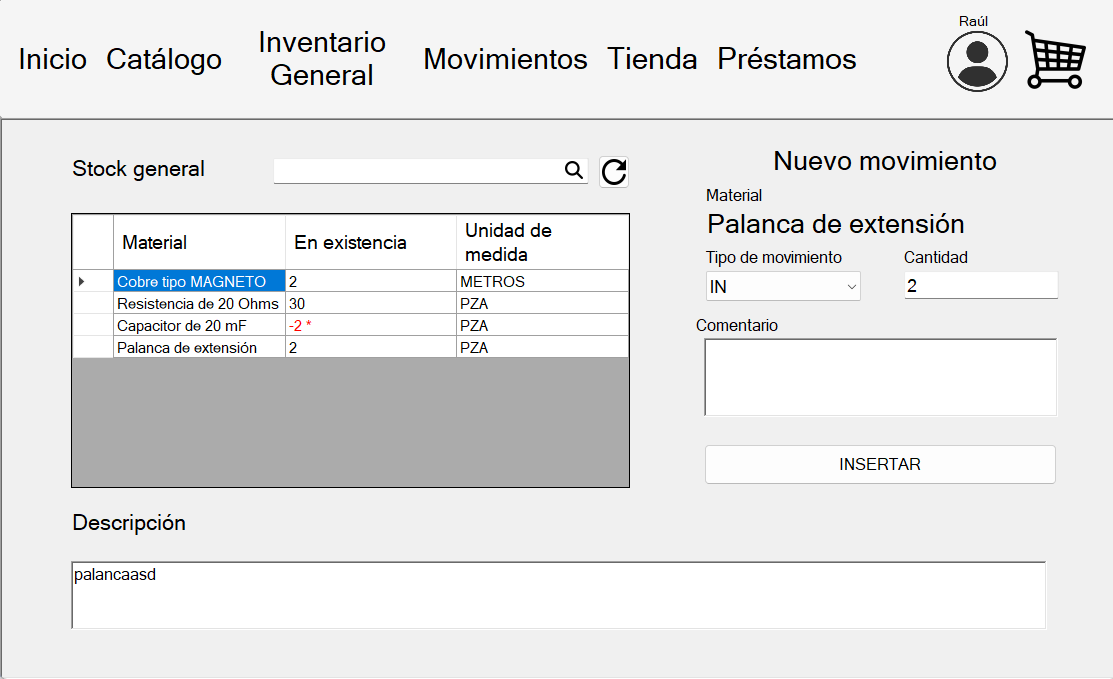 Raúl
Inicio Catálogo Inventario General Movimientos Tienda Préstamos
Stock general
Nuevo movimiento
Material
Palanca de extensión
Tipo de movimiento Cantidad
IN 2
Comentario
INSERTAR
Material En existencia Unidad de medida
Cobre tipo MAGNETO 2 METROS
Resistencia de 20 Ohms 30 PZA
Capacitor de 20 mF -2 * PZA
Palanca de extensión 2 PZA
Descripción
palancaasd